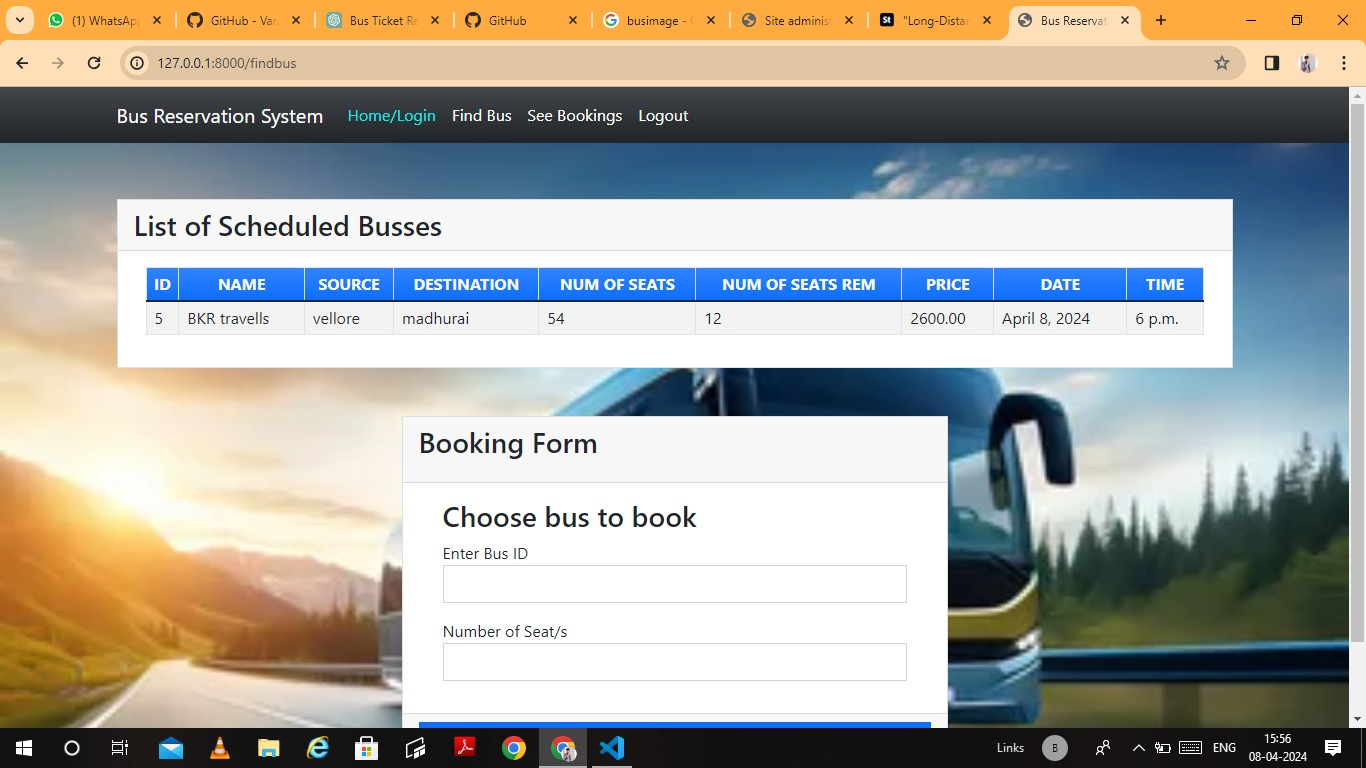 (1) WhatsApp
GitHub - Var
Bus Ticket Re
GitHub
busimage - G
Site administ
"Long-Distan
Bus Reservat
127.0.0.1:8000/findbus
Bus Reservation System Home/Login Find Bus See Bookings Logout
List of Scheduled Busses
ID NAME SOURCE DESTINATION NUM OF SEATS NUM OF SEATS REM PRICE DATE TIME
5 BKR travells vellore madhurai 54 12 2600.00 April 8, 2024 6 p.m.
Booking Form
Choose bus to book
Enter Bus ID
Number of Seat/s
Links B ENG 15:56
08-04-2024